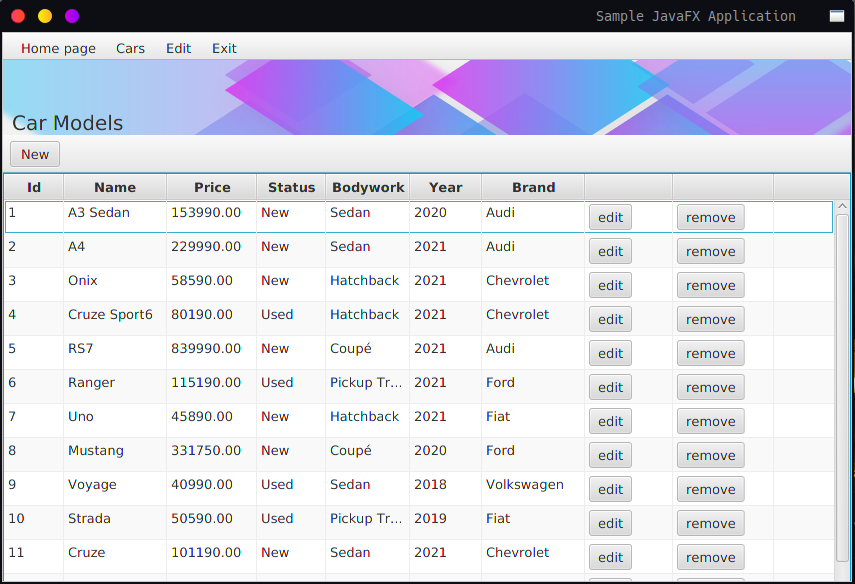 Sample JavaFX Application
Home page Cars Edit Exit
Car Models
New
Id Name Price Status Bodywork Year Brand
1 A3 Sedan 153990.00 New Sedan 2020 Audi edit remove
2 A4 229990.00 New Sedan 2021 Audi edit remove
3 Onix 58590.00 New Hatchback 2021 Chevrolet edit remove
4 Cruze Sport6 80190.00 Used Hatchback 2021 Chevrolet edit remove
5 RS7 839990.00 New Coupé 2021 Audi edit remove
6 Ranger 115190.00 Used Pickup Tr... 2021 Ford edit remove
7 Uno 45890.00 New Hatchback 2021 Fiat edit remove
8 Mustang 331750.00 New Coupé 2020 Ford edit remove
9 Voyage 40990.00 Used Sedan 2018 Volkswagen edit remove
10 Strada 50590.00 Used Pickup Tr... 2019 Fiat edit remove
11 Cruze 101190.00 New Sedan 2021 Chevrolet edit remove